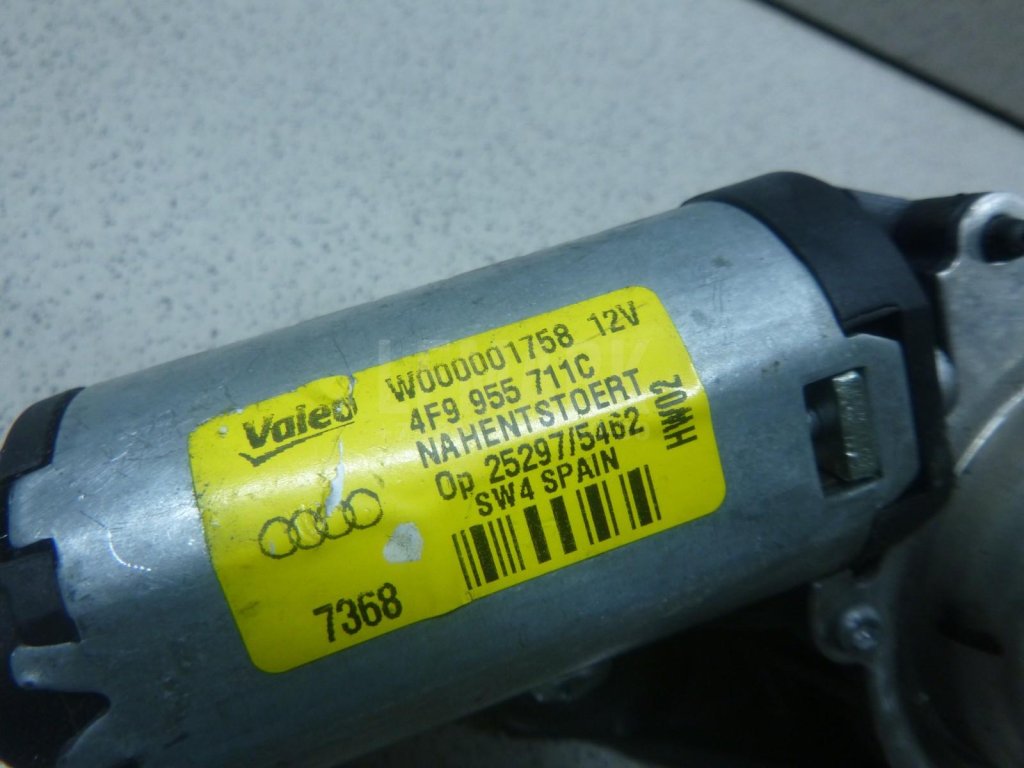 Valeo
W000001758 12V
4F9 955 711C
NAHENTSTOERT
Op 25297/5462
SW4 SPAIN
HW02
7368